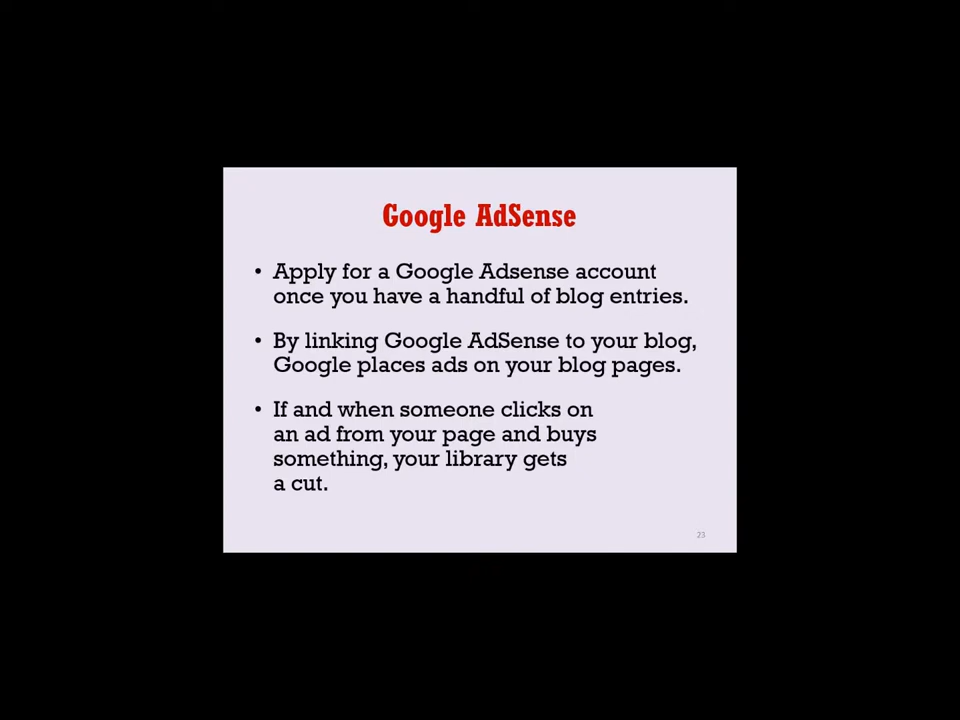 Google AdSense
• Apply for a Google Adsense account
once you have a handful of blog entries.
• By linking Google AdSense to your blog,
Google places ads on your blog pages.
• If and when someone clicks on
an ad from your page and buys
something, your library gets
a cut.
23